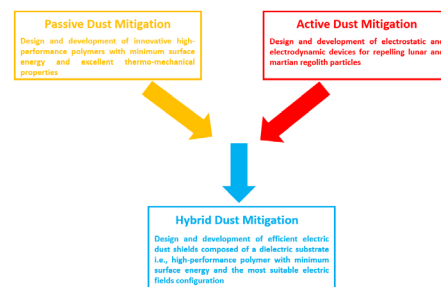 Passive Dust Mitigation
Design and development of innovative high-
performance polymers with minimum surface
energy and excellent thermo-mechanical
properties
Active Dust Mitigation
Design and development of electrostatic and
electrodynamic devices for repelling lunar and
martian regolith particles
Hybrid Dust Mitigation
Design and development of efficient electric
dust shields composed of a dielectric substrate
i.e., high-performance polymer with minimum
surface energy and the most suitable electric
fields configuration